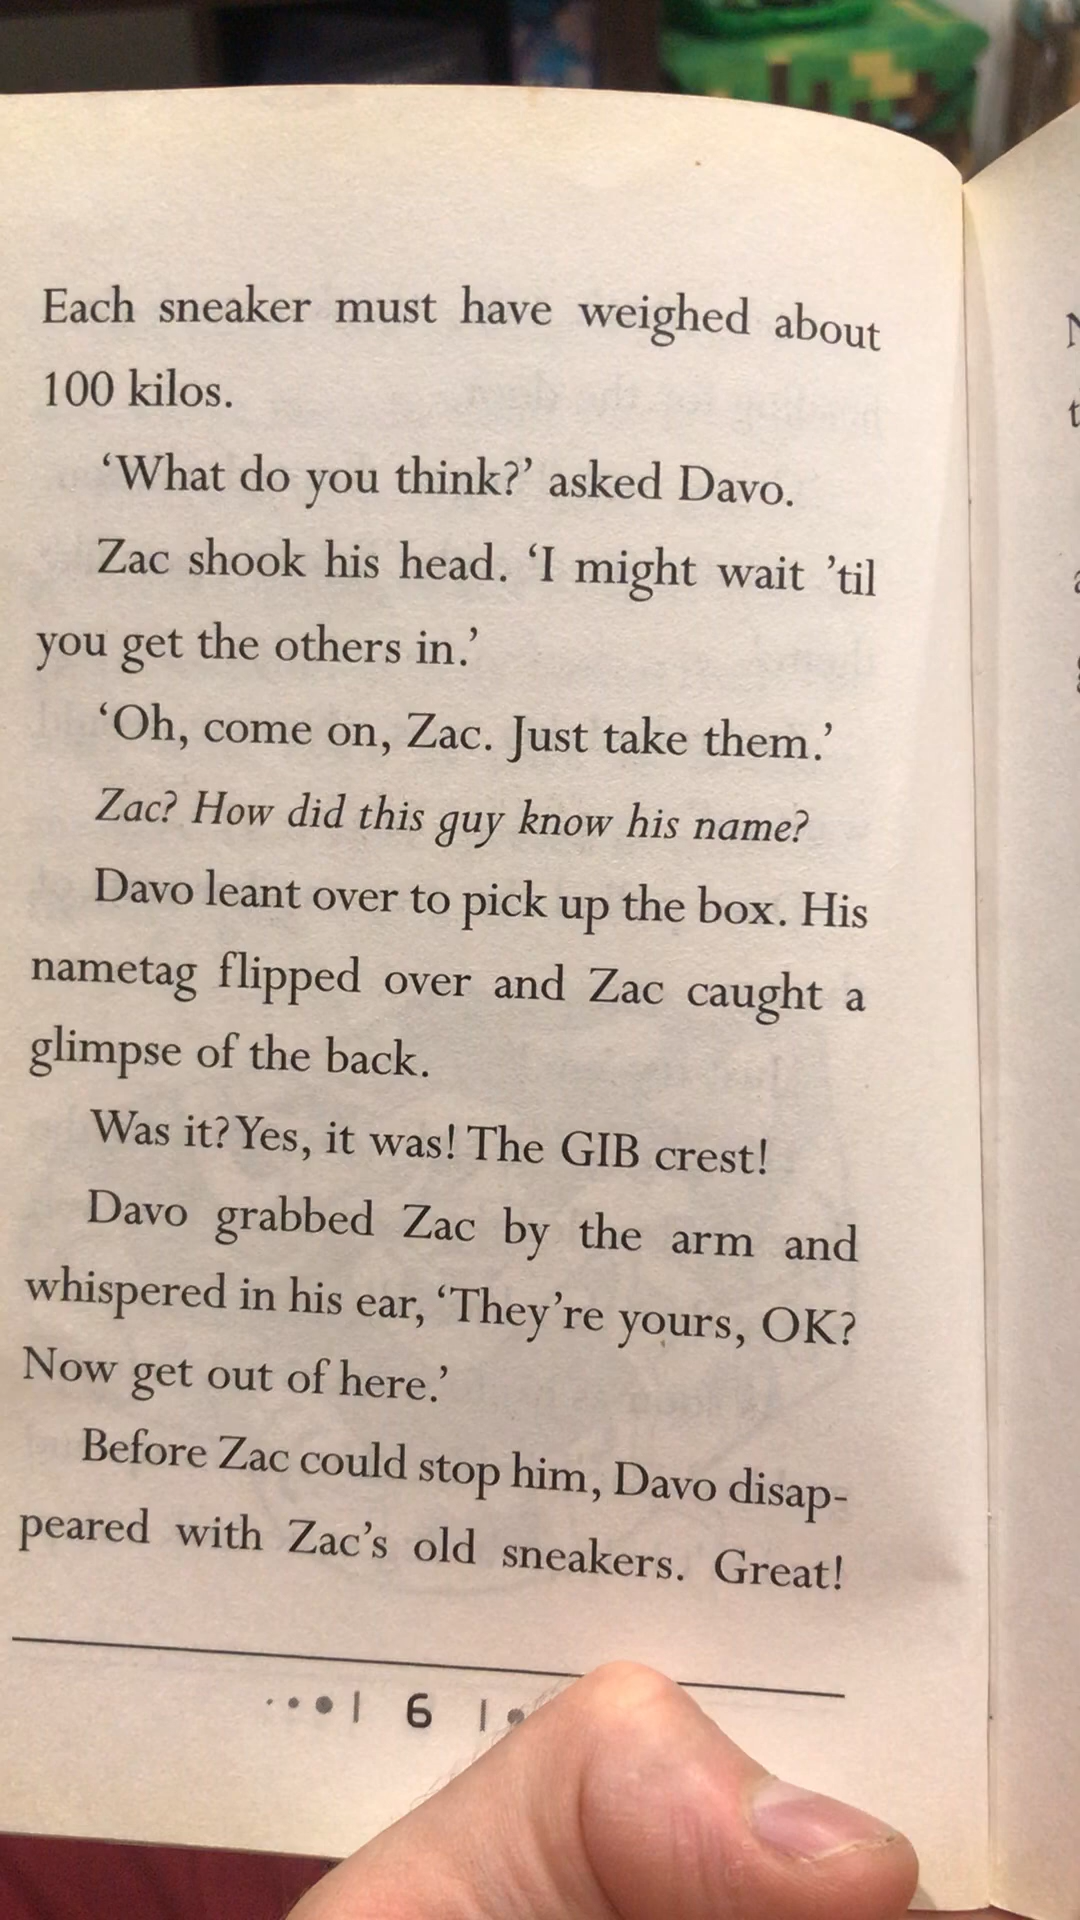 Each sneaker must have weighed about
100 kilos.
‘What do you think?’ asked Davo.
Zac shook his head. ‘I might wait ’til
you get the others in.’
‘Oh, come on, Zac. Just take them.’
Zac? How did this guy know his name?
Davo leant over to pick up the box. His
nametag flipped over and Zac caught a
glimpse of the back.
Was it? Yes, it was! The GIB crest!
Davo grabbed Zac by the arm and
whispered in his ear, ‘They’re yours, OK?
Now get out of here.’
Before Zac could stop him, Davo disap-
peared with Zac’s old sneakers. Great!
6